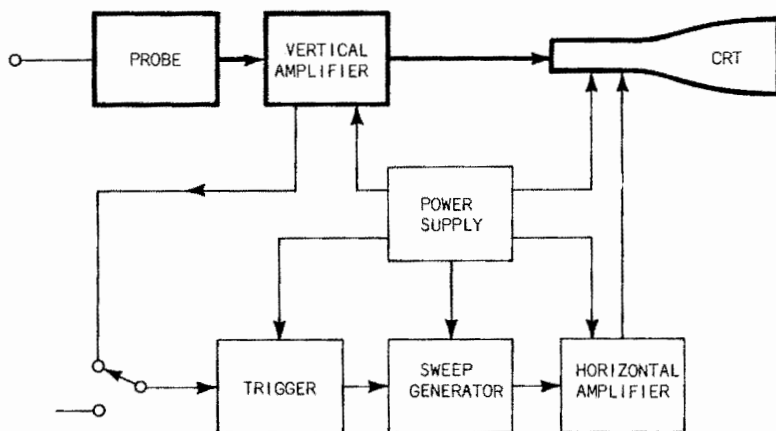 PROBE
VERTICAL
AMPLIFIER
CRT
POWER
SUPPLY
TRIGGER
SWEEP
GENERATOR
HORIZONTAL
AMPLIFIER